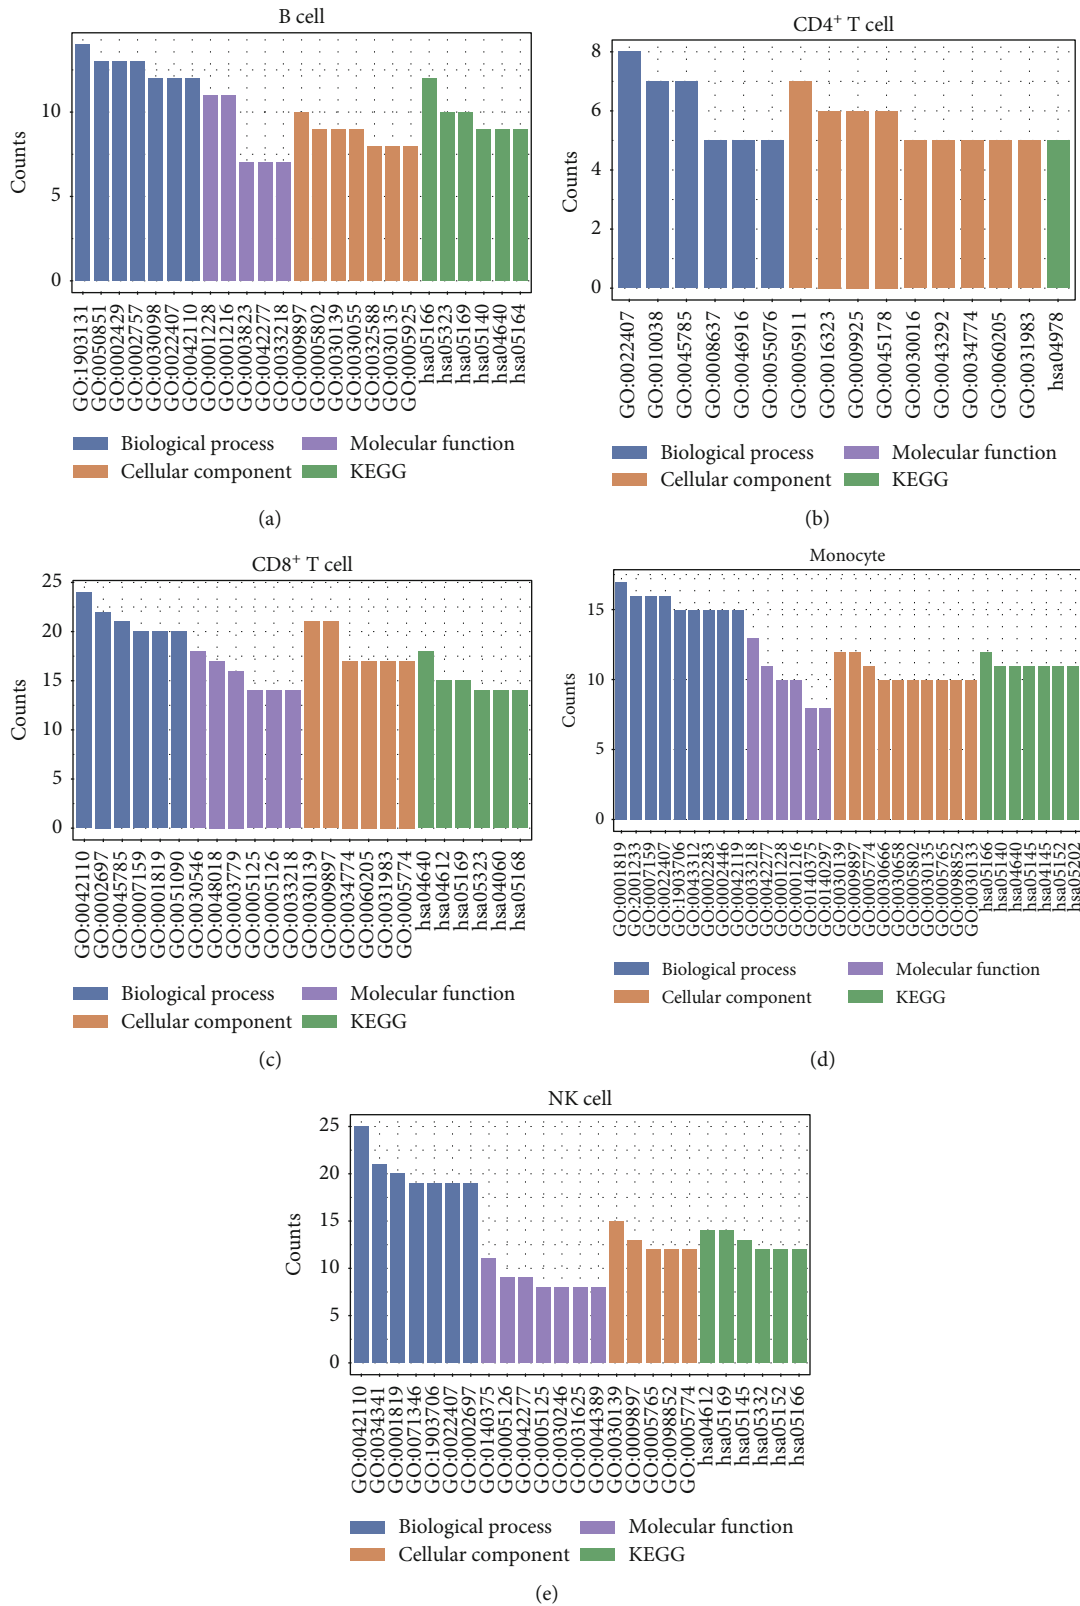 B cell
Counts
10
5
0
GO:1903131
GO:0050851
GO:0002429
GO:0002757
GO:0030098
GO:0022407
GO:0042110
GO:0001228
GO:0001216
GO:0003823
GO:0042277
GO:0033218
GO:0009897
GO:0005802
GO:0030139
GO:0030055
GO:0032588
GO:0030135
GO:0005925
hsa05166
hsa05323
hsa05169
hsa05140
hsa04640
hsa05164
Biological process
Molecular function
Cellular component
KEGG
(a)
CD4+ T cell
Counts
8
6
4
2
0
GO:0022407
GO:0010038
GO:0045785
GO:0008637
GO:0046916
GO:0055076
GO:0005911
GO:0016323
GO:0009925
GO:0045178
GO:0030016
GO:0043292
GO:0034774
GO:0060205
GO:0031983
hsa04978
Biological process
Molecular function
Cellular component
KEGG
(b)
CD8+ T cell
Counts
25
20
15
10
5
0
GO:0042110
GO:0002697
GO:0045785
GO:0007159
GO:0001819
GO:0051090
GO:0030546
GO:0048018
GO:0003779
GO:0005125
GO:0005126
GO:0033218
GO:0030139
GO:0009897
GO:0034774
GO:0060205
GO:0031983
GO:0005774
hsa04640
hsa04612
hsa05169
hsa05323
hsa04060
hsa05168
Biological process
Molecular function
Cellular component
KEGG
(c)
Monocyte
Counts
15
10
5
0
GO:0001819
GO:2001233
GO:0007159
GO:0022407
GO:1903706
GO:0043312
GO:0002283
GO:0002446
GO:0042119
GO:0033218
GO:0042277
GO:0001228
GO:0001216
GO:0140375
GO:0140297
GO:0030139
GO:0009897
GO:0005774
GO:0030666
GO:0030658
GO:0005802
GO:0030135
GO:0005765
GO:0098852
GO:0030133
hsa05166
hsa05140
hsa04640
hsa05145
hsa04145
hsa05152
hsa05202
Biological process
Molecular function
Cellular component
KEGG
(d)
NK cell
Counts
25
20
15
10
5
0
GO:0042110
GO:0034341
GO:0001819
GO:0071346
GO:1903706
GO:0022407
GO:0002697
GO:0140375
GO:0005126
GO:0042277
GO:0005125
GO:0030246
GO:0031625
GO:0044389
GO:0030139
GO:0009897
GO:0005765
GO:0098852
GO:0005774
hsa04612
hsa05169
hsa05145
hsa05332
hsa05152
hsa05166
Biological process
Molecular function
Cellular component
KEGG
(e)